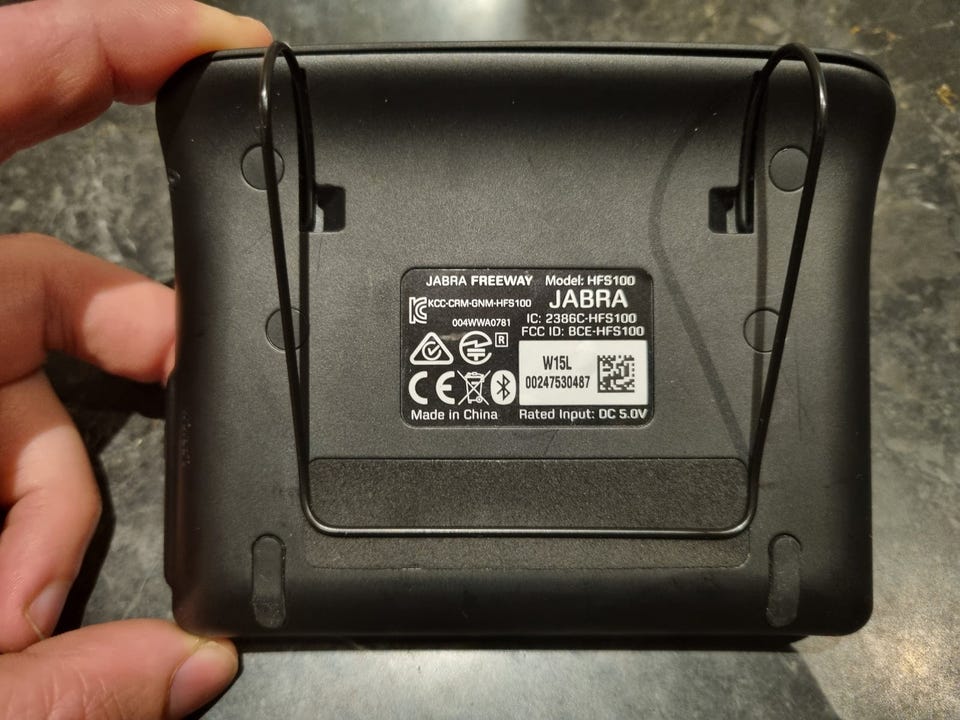 JABRA FREEWAY Model: HFS100
KCC-CRM-GNM-HFS100 JABRA
IC: 2386C-HFS100
004WWA0781 FCC ID: BCE-HFS100
R
W15L
00247530487
CE
Made in China Rated Input: DC 5.0V